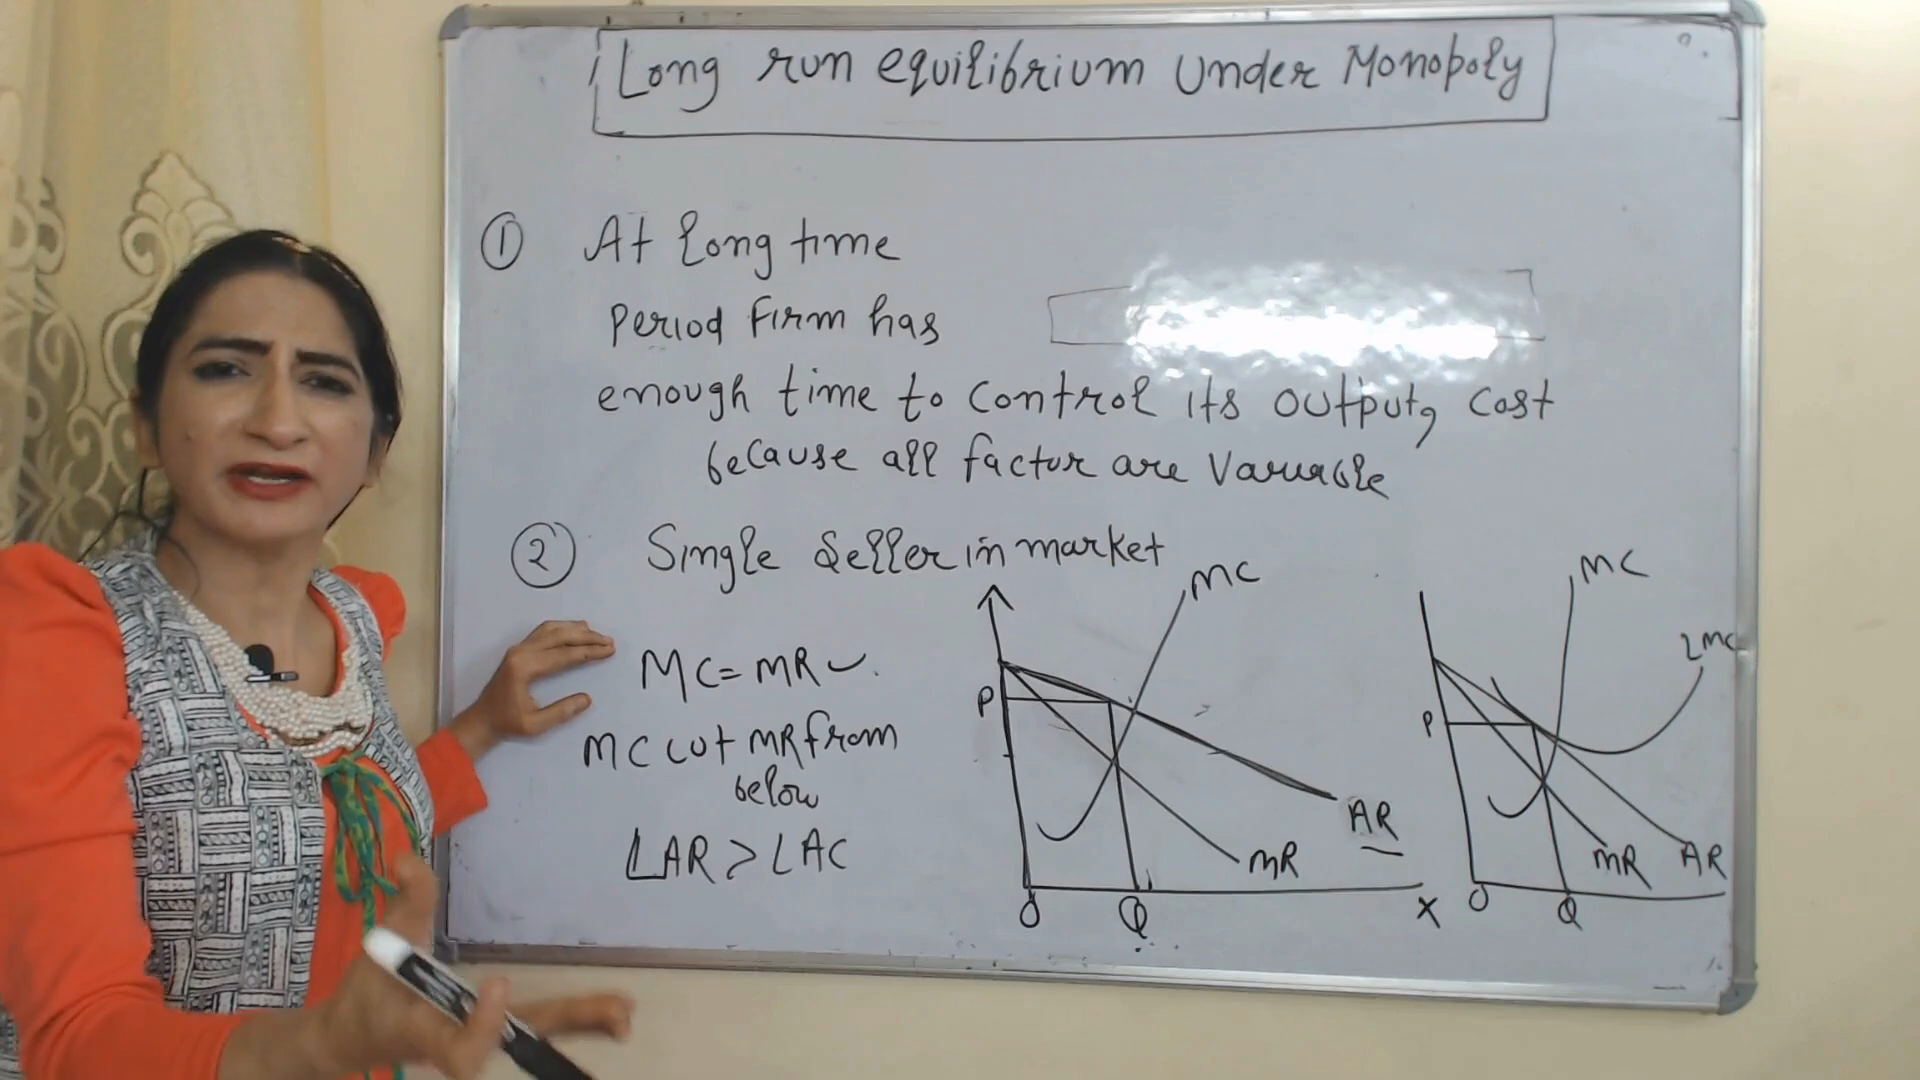 Long run equilibrium Under Monopoly
① At long time
Period Firm has
enough time to control its output, cost
because all factor are Variable
② Single Seller in market
MC = MR
MC cut MR from
below
LAR > LAC
MC
P
AR
MR
O
Q
X
MC
LMC
P
MR
AR
O
Q